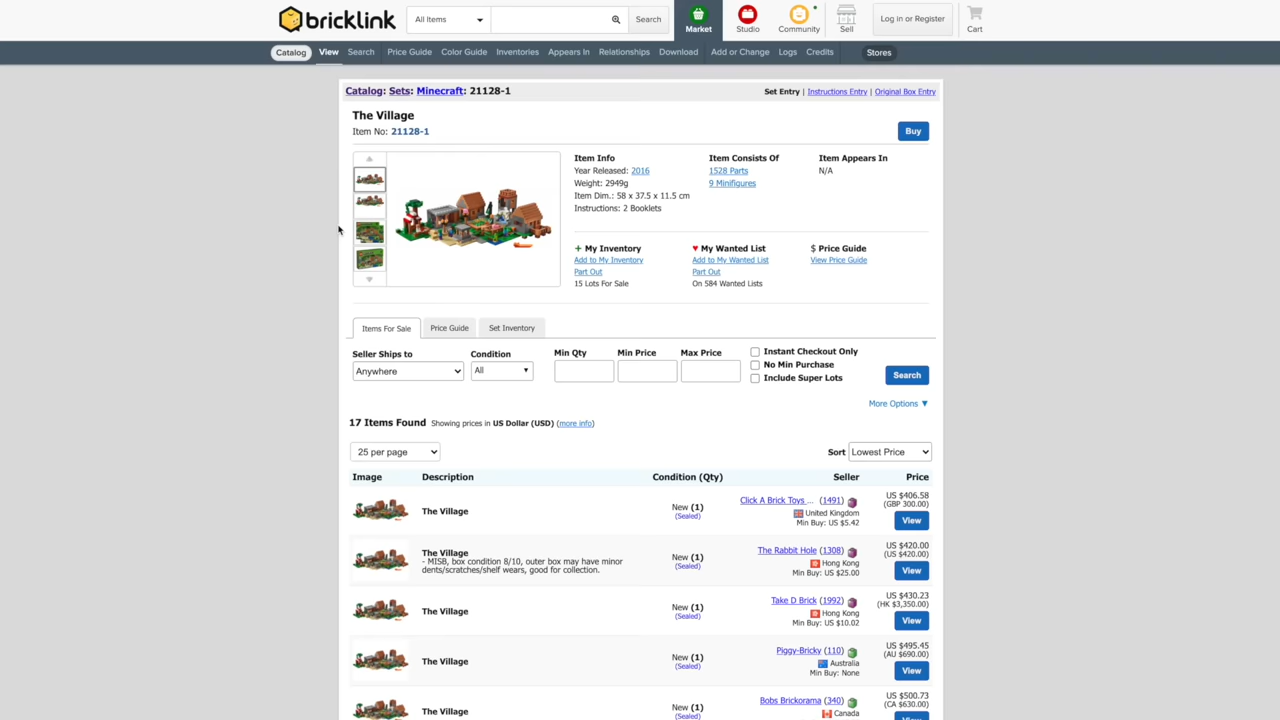 bricklink
All Items
Search
Market
Studio
Community
Sell
Log in or Register
Cart
Catalog View Search Price Guide Color Guide Inventories Appears In Relationships Download Add or Change Logs Credits Stores
Catalog: Sets: Minecraft: 21128-1
Set Entry | Instructions Entry | Original Box Entry
The Village
Item No: 21128-1
Buy
Item Info
Year Released: 2016
Weight: 2949g
Item Dim.: 58 x 37.5 x 11.5 cm
Instructions: 2 Booklets
Item Consists Of
1528 Parts
9 Minifigures
Item Appears In
N/A
+ My Inventory
Add to My Inventory
Part Out
15 Lots For Sale
♥ My Wanted List
Add to My Wanted List
Part Out
On 584 Wanted Lists
$ Price Guide
View Price Guide
Items For Sale Price Guide Set Inventory
Seller Ships to
Anywhere
Condition
All
Min Qty
Min Price
Max Price
Instant Checkout Only
No Min Purchase
Include Super Lots
Search
More Options ▼
17 Items Found Showing prices in US Dollar (USD) (more info)
25 per page
Sort Lowest Price
Image Description Condition (Qty) Seller Price
The Village
New (1)
(Sealed)
Click A Brick Toys ... (1491)
United Kingdom
Min Buy: US $5.42
US $406.58
(GBP 300.00)
View
The Village
- MISB, box condition 8/10, outer box may have minor
dents/scratches/shelf wears, good for collection.
New (1)
(Sealed)
The Rabbit Hole (1308)
Hong Kong
Min Buy: US $25.00
US $420.00
(US $420.00)
View
The Village
New (1)
(Sealed)
Take D Brick (1992)
Hong Kong
Min Buy: US $10.02
US $430.23
(HK $3,350.00)
View
The Village
New (1)
(Sealed)
Piggy-Bricky (110)
Australia
Min Buy: None
US $495.45
(AU $690.00)
View
The Village
New (1)
(Sealed)
Bobs Brickorama (340)
Canada
US $500.73
(CA $630.00)
View